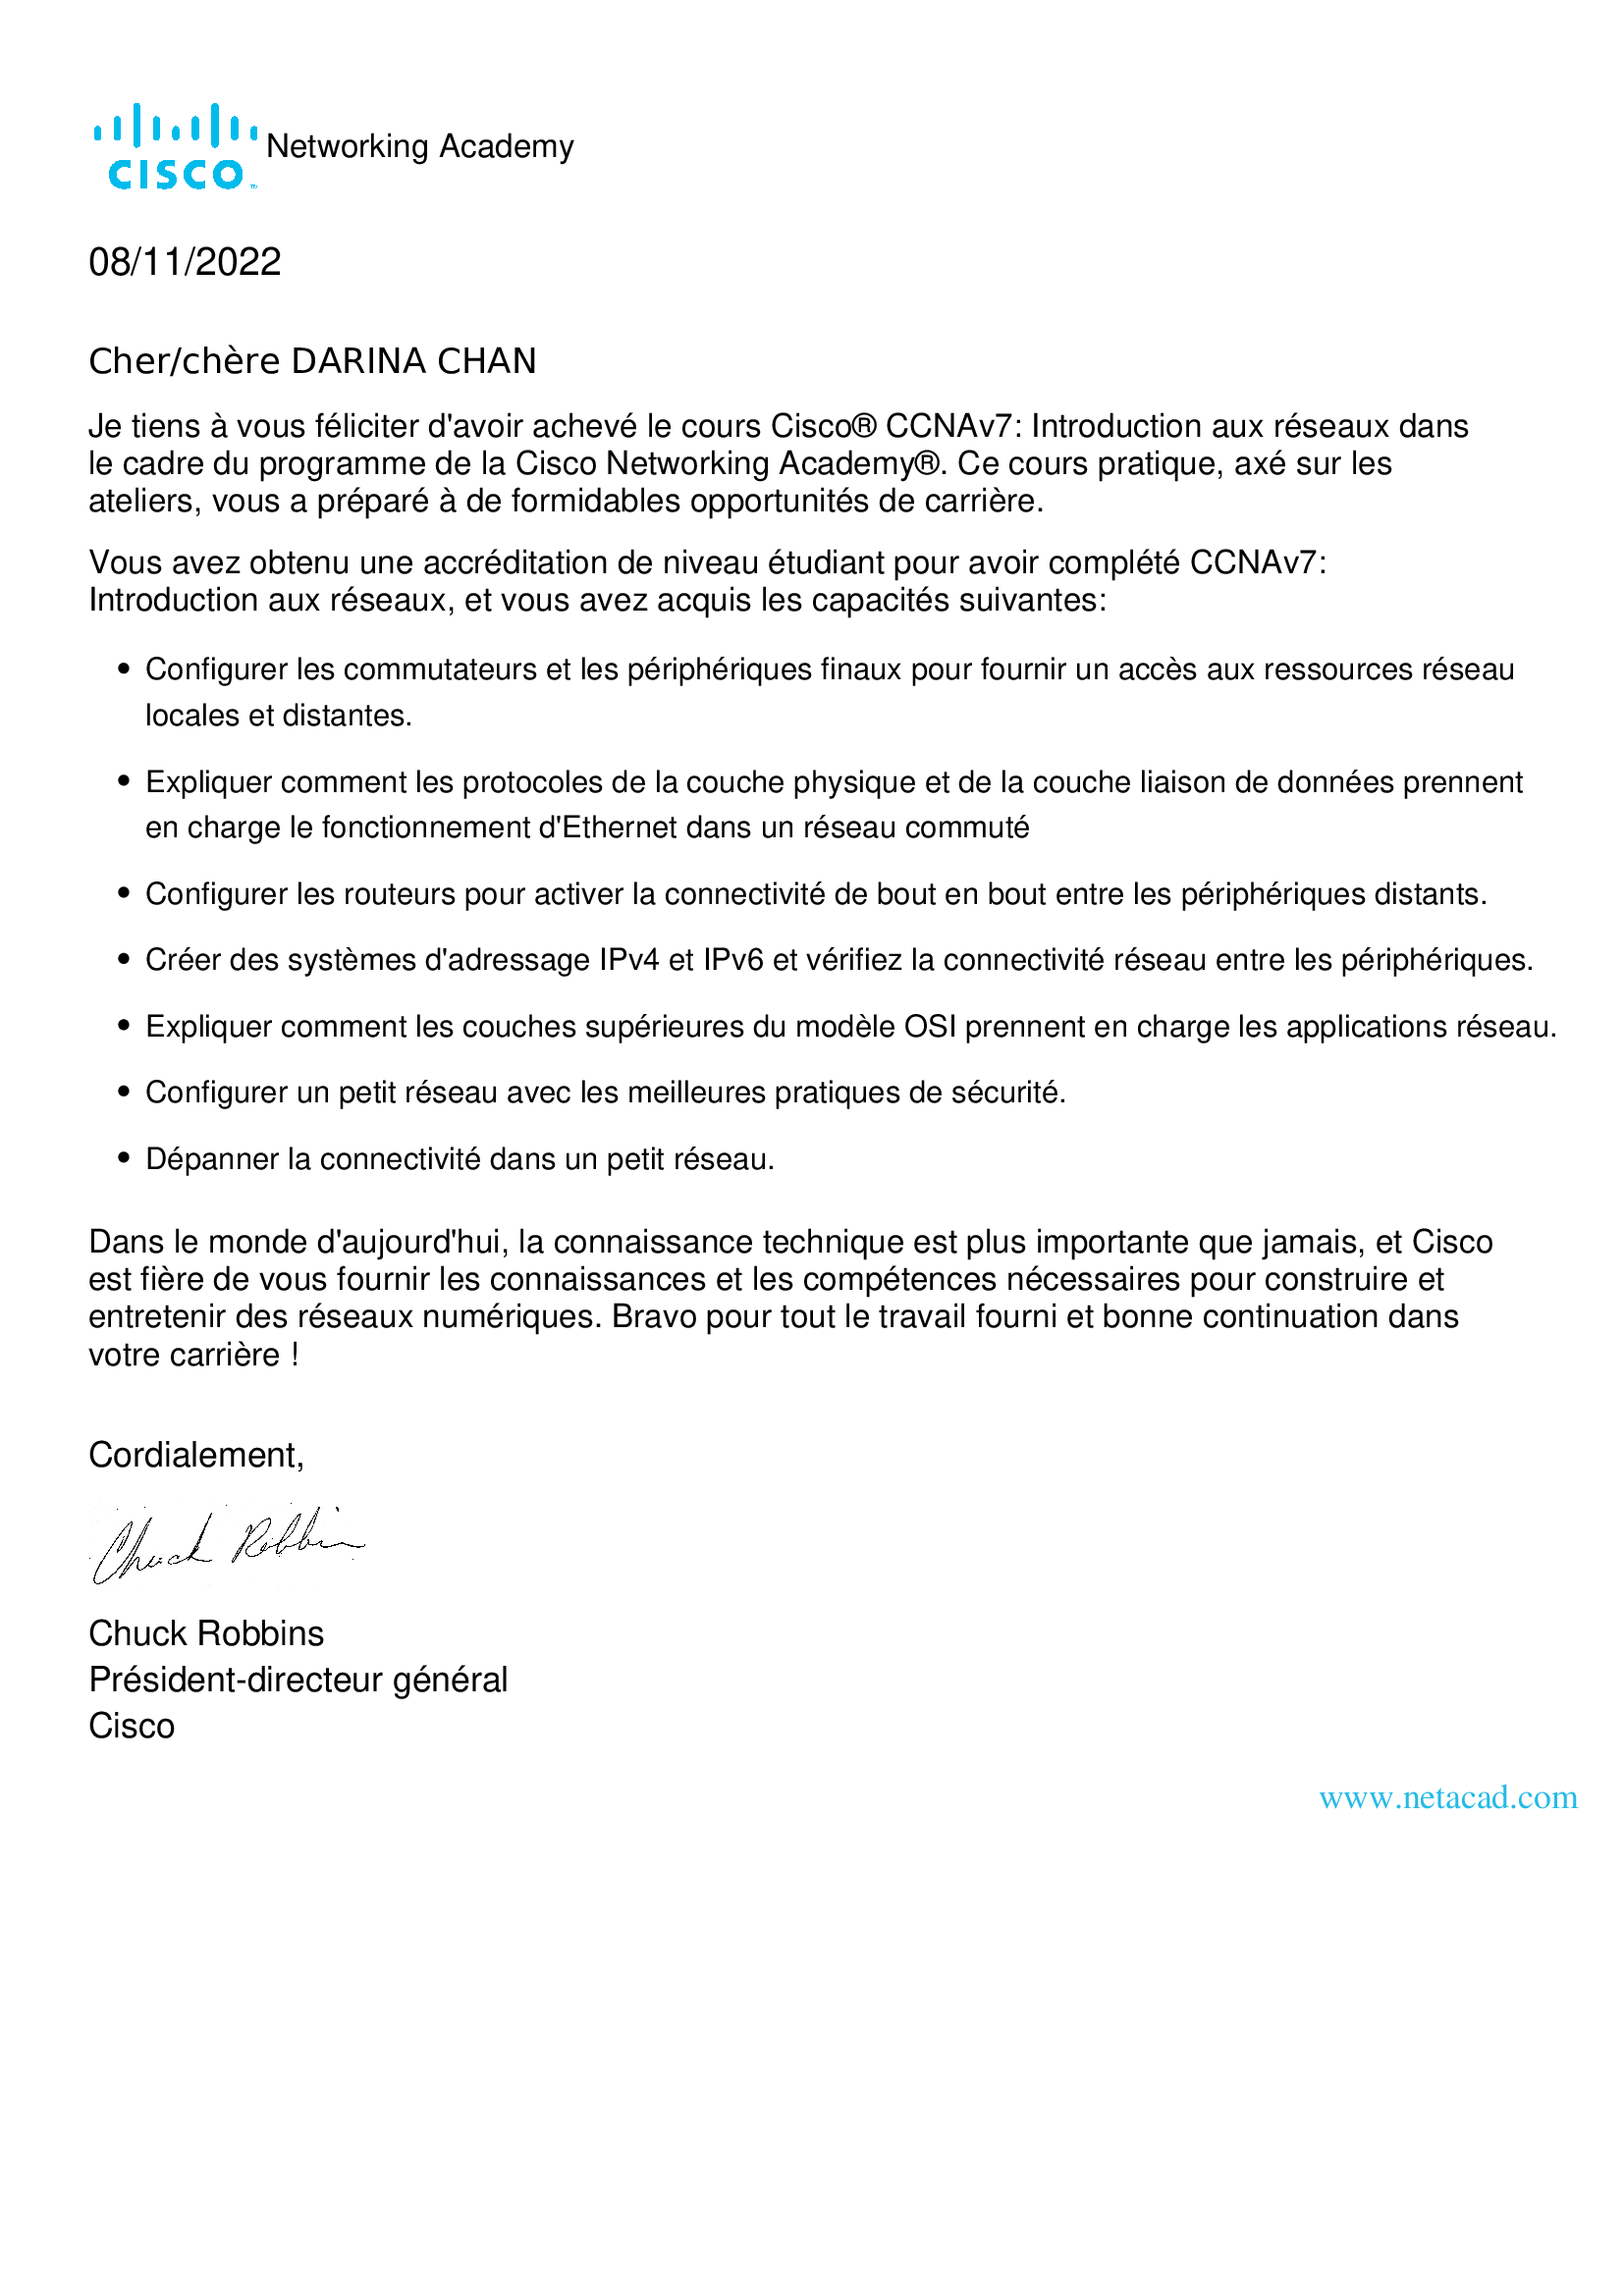 CISCO™ Networking Academy
08/11/2022
Cher/chère DARINA CHAN
Je tiens à vous féliciter d'avoir achevé le cours Cisco® CCNAv7: Introduction aux réseaux dans
le cadre du programme de la Cisco Networking Academy®. Ce cours pratique, axé sur les
ateliers, vous a préparé à de formidables opportunités de carrière.
Vous avez obtenu une accréditation de niveau étudiant pour avoir complété CCNAv7:
Introduction aux réseaux, et vous avez acquis les capacités suivantes:
• Configurer les commutateurs et les périphériques finaux pour fournir un accès aux ressources réseau
locales et distantes.
• Expliquer comment les protocoles de la couche physique et de la couche liaison de données prennent
en charge le fonctionnement d'Ethernet dans un réseau commuté
• Configurer les routeurs pour activer la connectivité de bout en bout entre les périphériques distants.
• Créer des systèmes d'adressage IPv4 et IPv6 et vérifiez la connectivité réseau entre les périphériques.
• Expliquer comment les couches supérieures du modèle OSI prennent en charge les applications réseau.
• Configurer un petit réseau avec les meilleures pratiques de sécurité.
• Dépanner la connectivité dans un petit réseau.
Dans le monde d'aujourd'hui, la connaissance technique est plus importante que jamais, et Cisco
est fière de vous fournir les connaissances et les compétences nécessaires pour construire et
entretenir des réseaux numériques. Bravo pour tout le travail fourni et bonne continuation dans
votre carrière !
Cordialement,
Chuck Robbins
Chuck Robbins
Président-directeur général
Cisco
www.netacad.com